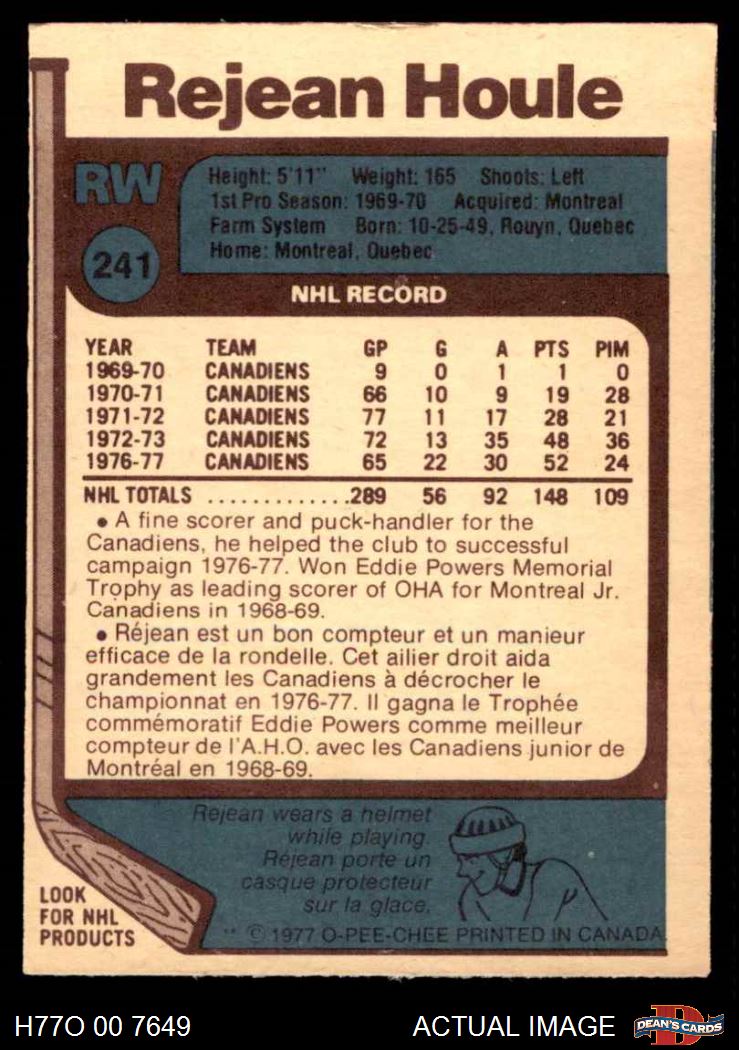 Rejean Houle
RW
241
Height: 5'11" Weight: 165 Shoots: Left
1st Pro Season: 1969-70 Acquired: Montreal
Farm System Born: 10-25-49, Rouyn, Quebec
Home: Montreal, Quebec
NHL RECORD
YEAR TEAM GP G A PTS PIM
1969-70 CANADIENS 9 0 1 1 0
1970-71 CANADIENS 66 10 9 19 28
1971-72 CANADIENS 77 11 17 28 21
1972-73 CANADIENS 72 13 35 48 36
1976-77 CANADIENS 65 22 30 52 24
NHL TOTALS .............289 56 92 148 109
• A fine scorer and puck-handler for the
Canadiens, he helped the club to successful
campaign 1976-77. Won Eddie Powers Memorial
Trophy as leading scorer of OHA for Montreal Jr.
Canadiens in 1968-69.
• Réjean est un bon compteur et un manieur
efficace de la rondelle. Cet ailier droit aida
grandement les Canadiens à décrocher le
championnat en 1976-77. Il gagna le Trophée
commémoratif Eddie Powers comme meilleur
compteur de l'A.H.O. avec les Canadiens junior de
Montréal en 1968-69.
Rejean wears a helmet
while playing.
Réjean porte un
casque protecteur
sur la glace.
LOOK
FOR NHL
PRODUCTS
** © 1977 O-PEE-CHEE PRINTED IN CANADA
H77O 00 7649
ACTUAL IMAGE
D
DEAN'S CARDS